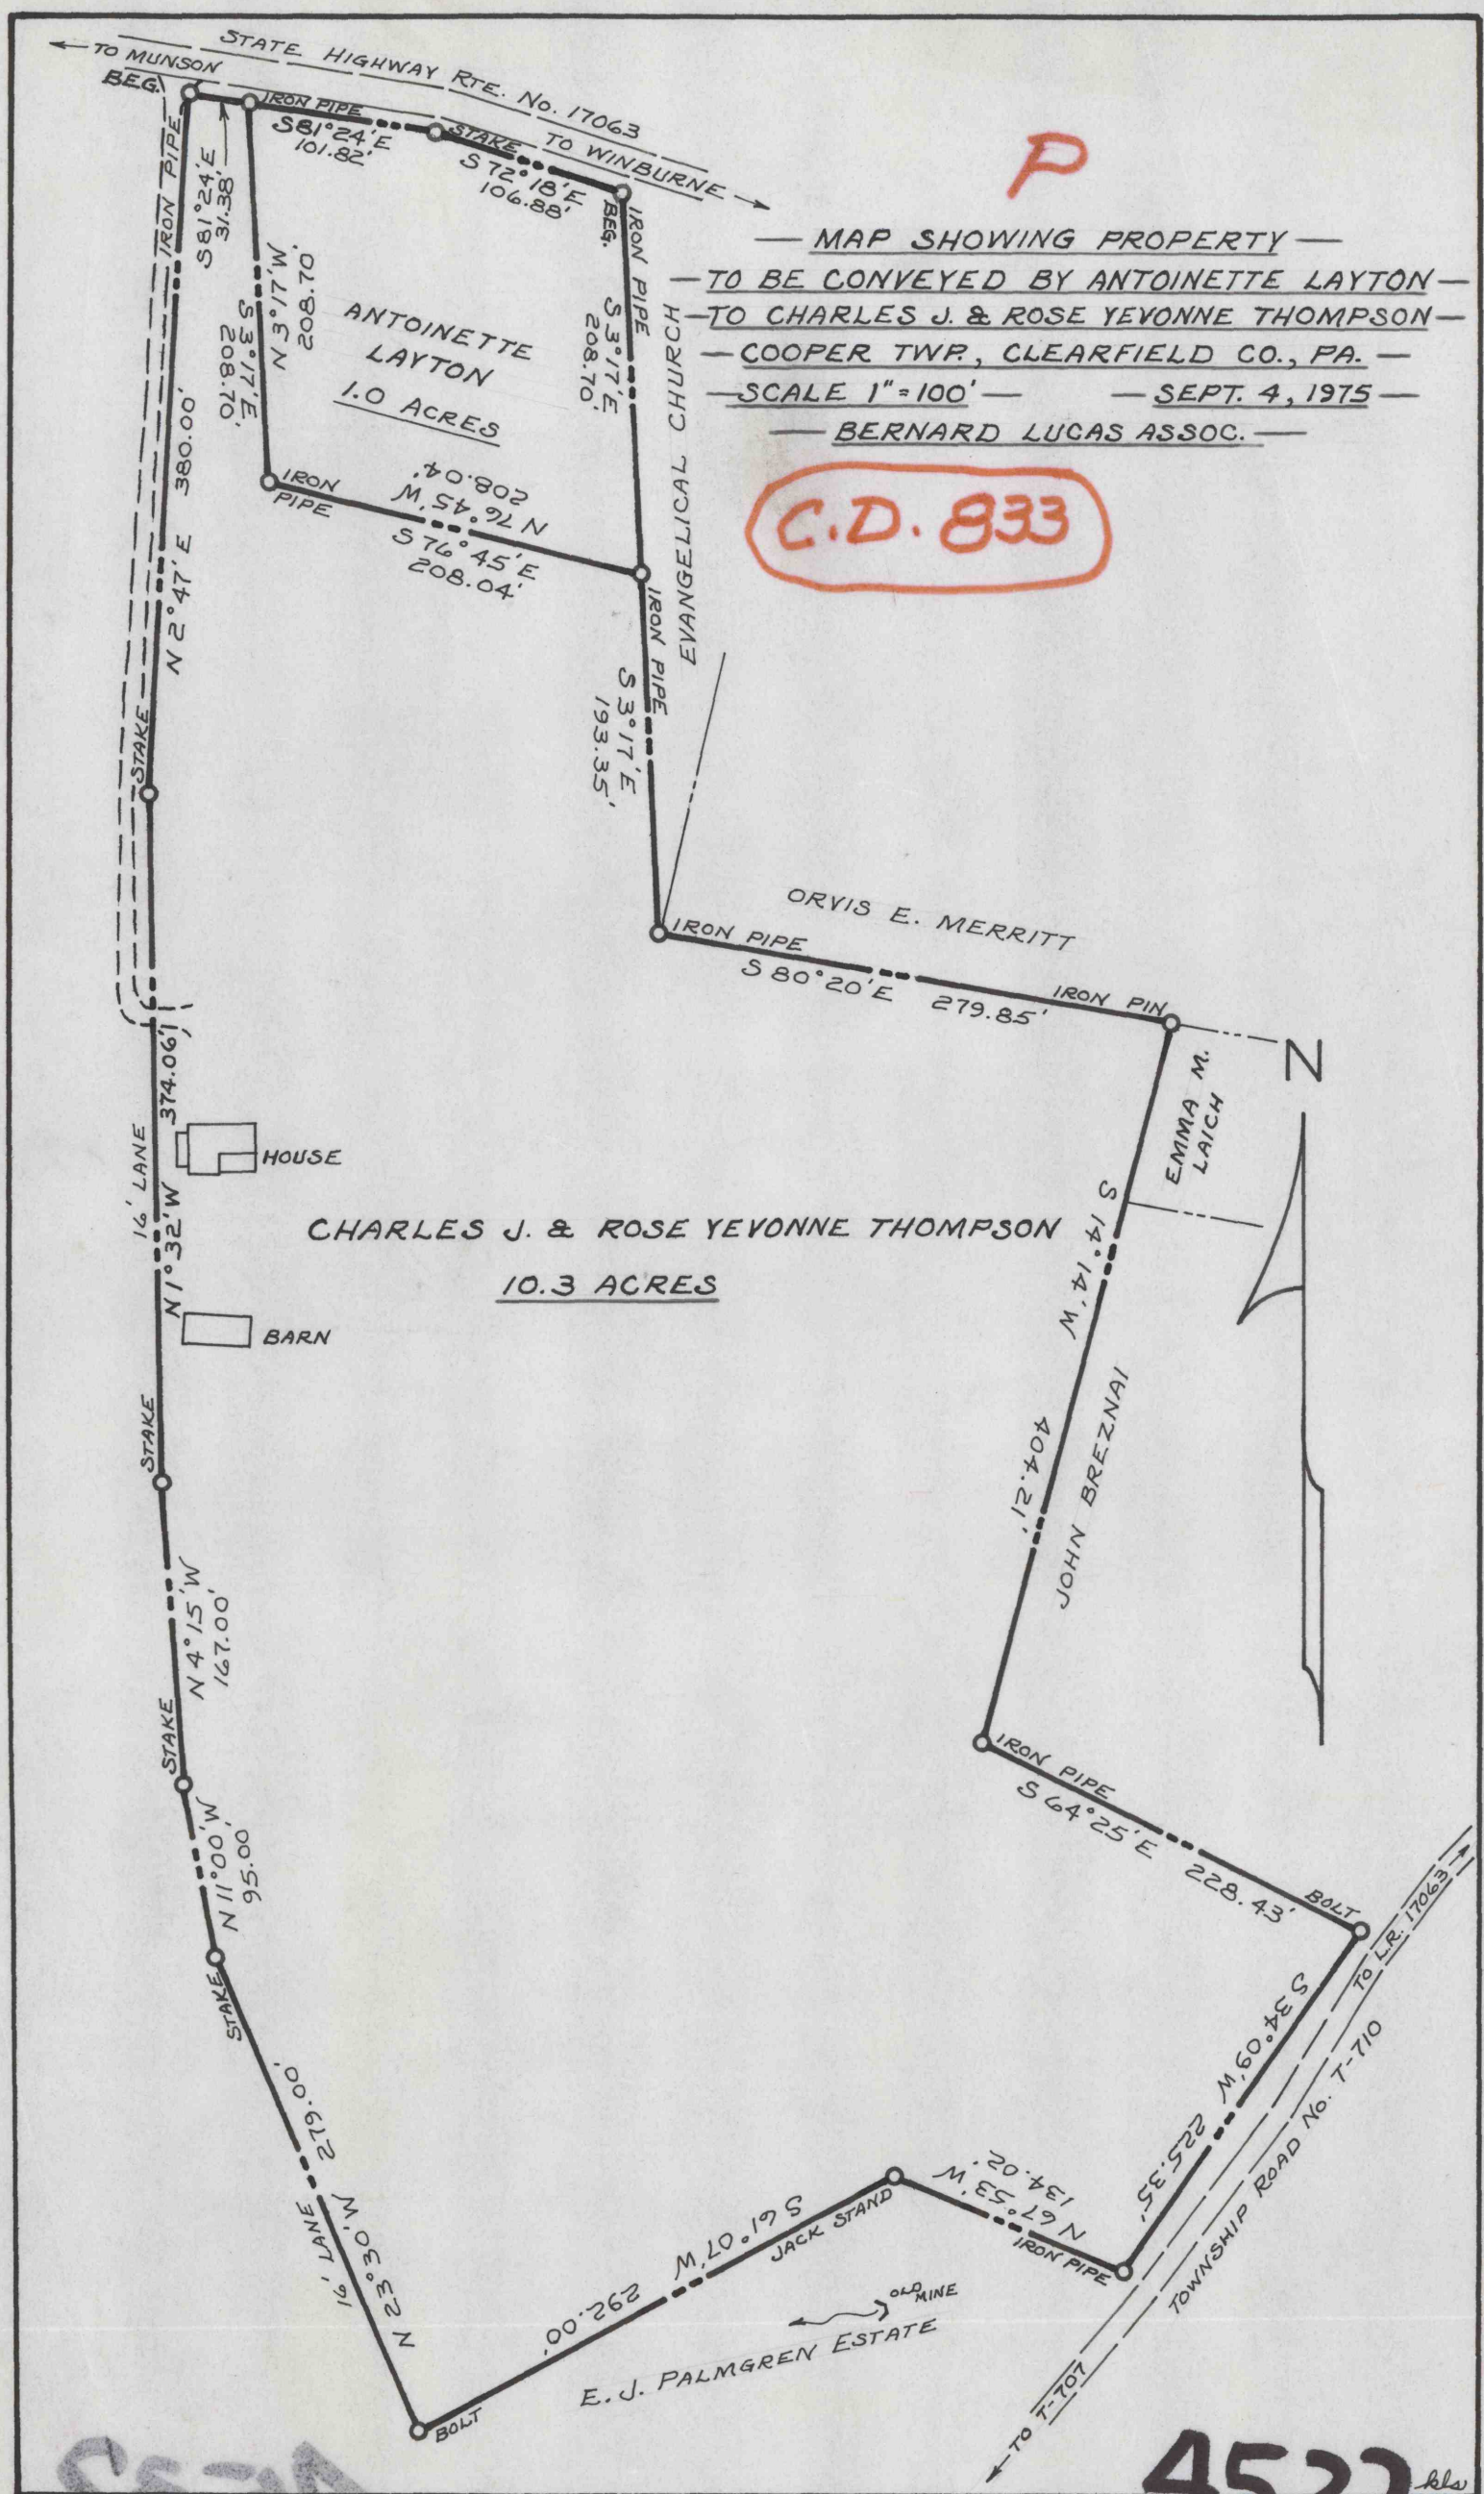 STATE HIGHWAY RTE. No. 17063
TO MUNSON
TO WINBURNE
BEG.
IRON PIPE
S 81°24'E
31.38'
IRON PIPE
S81°24'E
101.82'
STAKE
S 72°18'E
106.88'
BEG.
IRON PIPE
S 3°17'E
208.70'
EVANGELICAL CHURCH
P
MAP SHOWING PROPERTY
TO BE CONVEYED BY ANTOINETTE LAYTON
TO CHARLES J. & ROSE YEVONNE THOMPSON
COOPER TWP., CLEARFIELD CO., PA.
SCALE 1"=100' SEPT. 4, 1975
BERNARD LUCAS ASSOC.
C.D. 833
N 3°17'W
208.70'
S 3°17'E
208.70'
ANTOINETTE
LAYTON
1.0 ACRES
IRON
PIPE
N 76°45'W
208.04'
S 76°45'E
208.04'
N 2°47'E 380.00'
STAKE
IRON PIPE
S 3°17'E
193.35'
ORVIS E. MERRITT
IRON PIPE
S 80°20'E 279.85'
IRON PIN
EMMA M.
LAICH
N
374.06'
16' LANE
N 1°32'W
HOUSE
CHARLES J. & ROSE YEVONNE THOMPSON
10.3 ACRES
BARN
S 14°14'W 404.21'
JOHN BREZNAI
STAKE
N 4°15'W
167.00'
STAKE
IRON PIPE
S 64°25'E 228.43'
BOLT
N 11°00'W
95.00
STAKE
TO L.R. 17063
S 34°09'W 225.35'
TOWNSHIP ROAD No. T-710
N 23°30'W 279.00'
16' LANE
N 67°53'W
134.02'
IRON PIPE
JACK STAND
S 61°07'W 292.00'
OLD
MINE
E. J. PALMGREN ESTATE
BOLT
TO T-707
kls